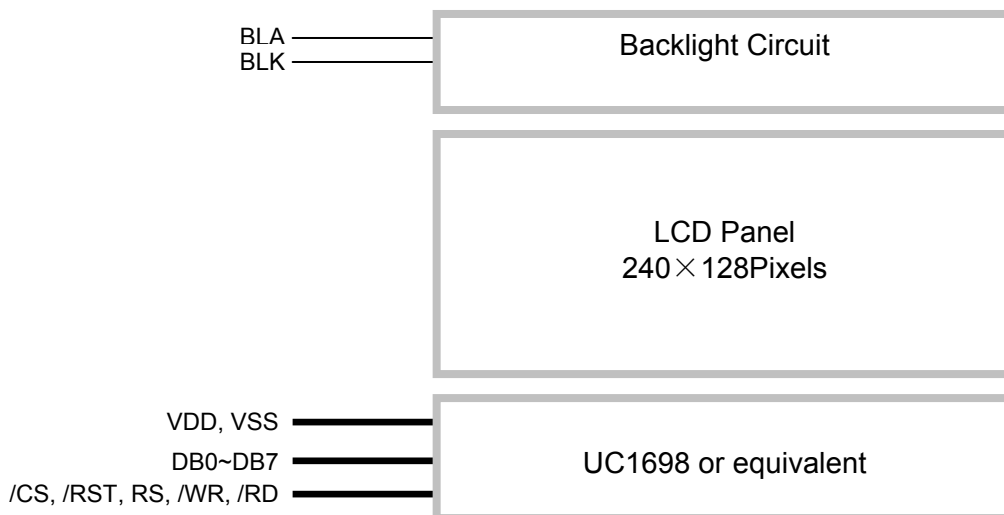 BLA
BLK
Backlight Circuit
LCD Panel
240×128Pixels
VDD, VSS
DB0~DB7
/CS, /RST, RS, /WR, /RD
UC1698 or equivalent